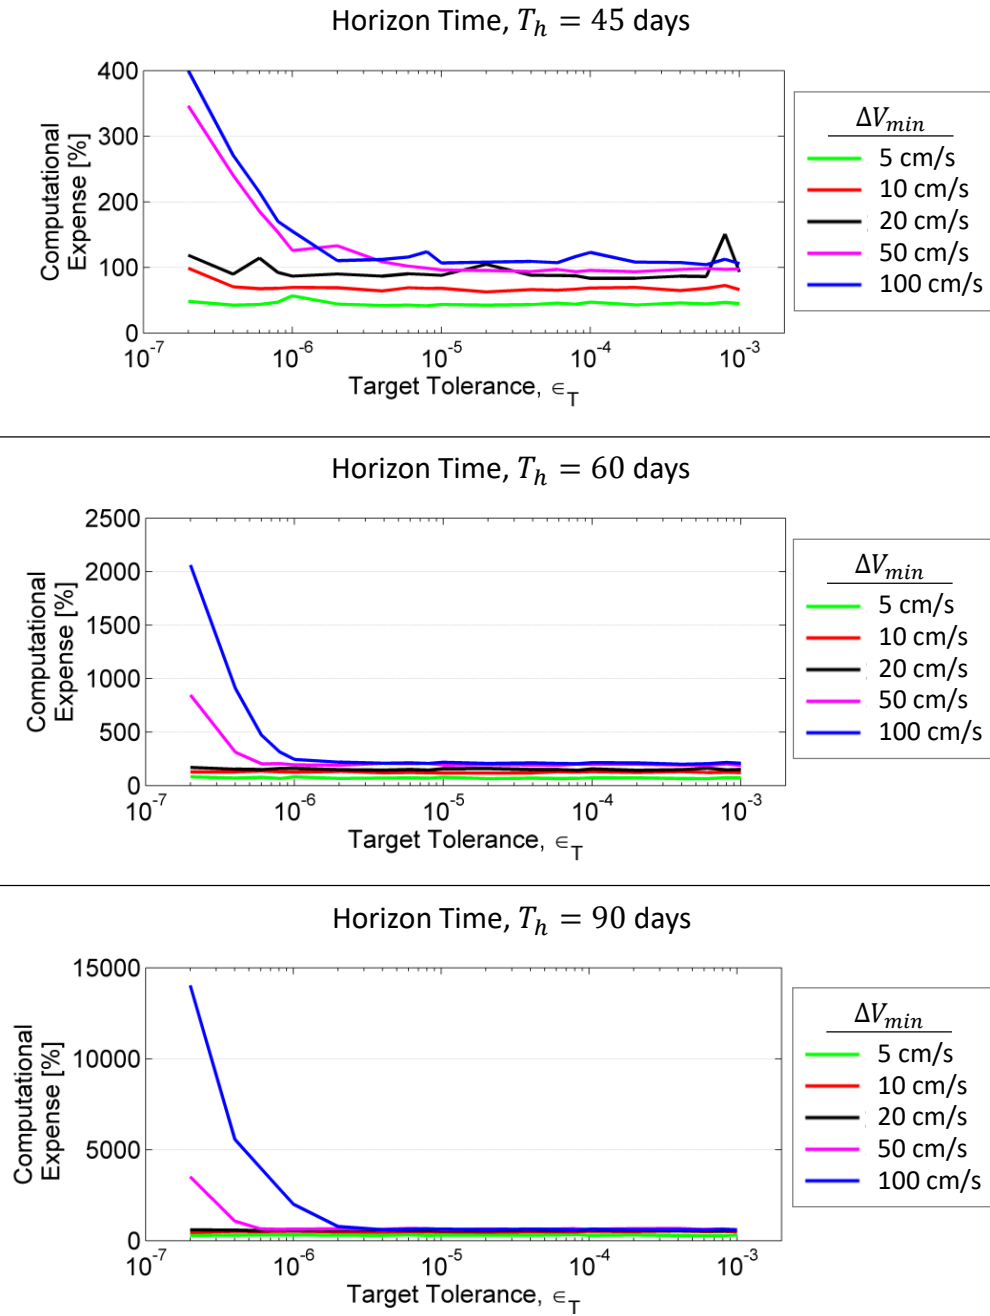 Horizon Time, T_h = 45 days
400
300
200
100
0
Computational
Expense [%]
10^-7
10^-6
10^-5
10^-4
10^-3
Target Tolerance, ∈_T
ΔV_min
5 cm/s
10 cm/s
20 cm/s
50 cm/s
100 cm/s
Horizon Time, T_h = 60 days
2500
2000
1500
1000
500
0
Computational
Expense [%]
10^-7
10^-6
10^-5
10^-4
10^-3
Target Tolerance, ∈_T
ΔV_min
5 cm/s
10 cm/s
20 cm/s
50 cm/s
100 cm/s
Horizon Time, T_h = 90 days
15000
10000
5000
0
Computational
Expense [%]
10^-7
10^-6
10^-5
10^-4
10^-3
Target Tolerance, ∈_T
ΔV_min
5 cm/s
10 cm/s
20 cm/s
50 cm/s
100 cm/s